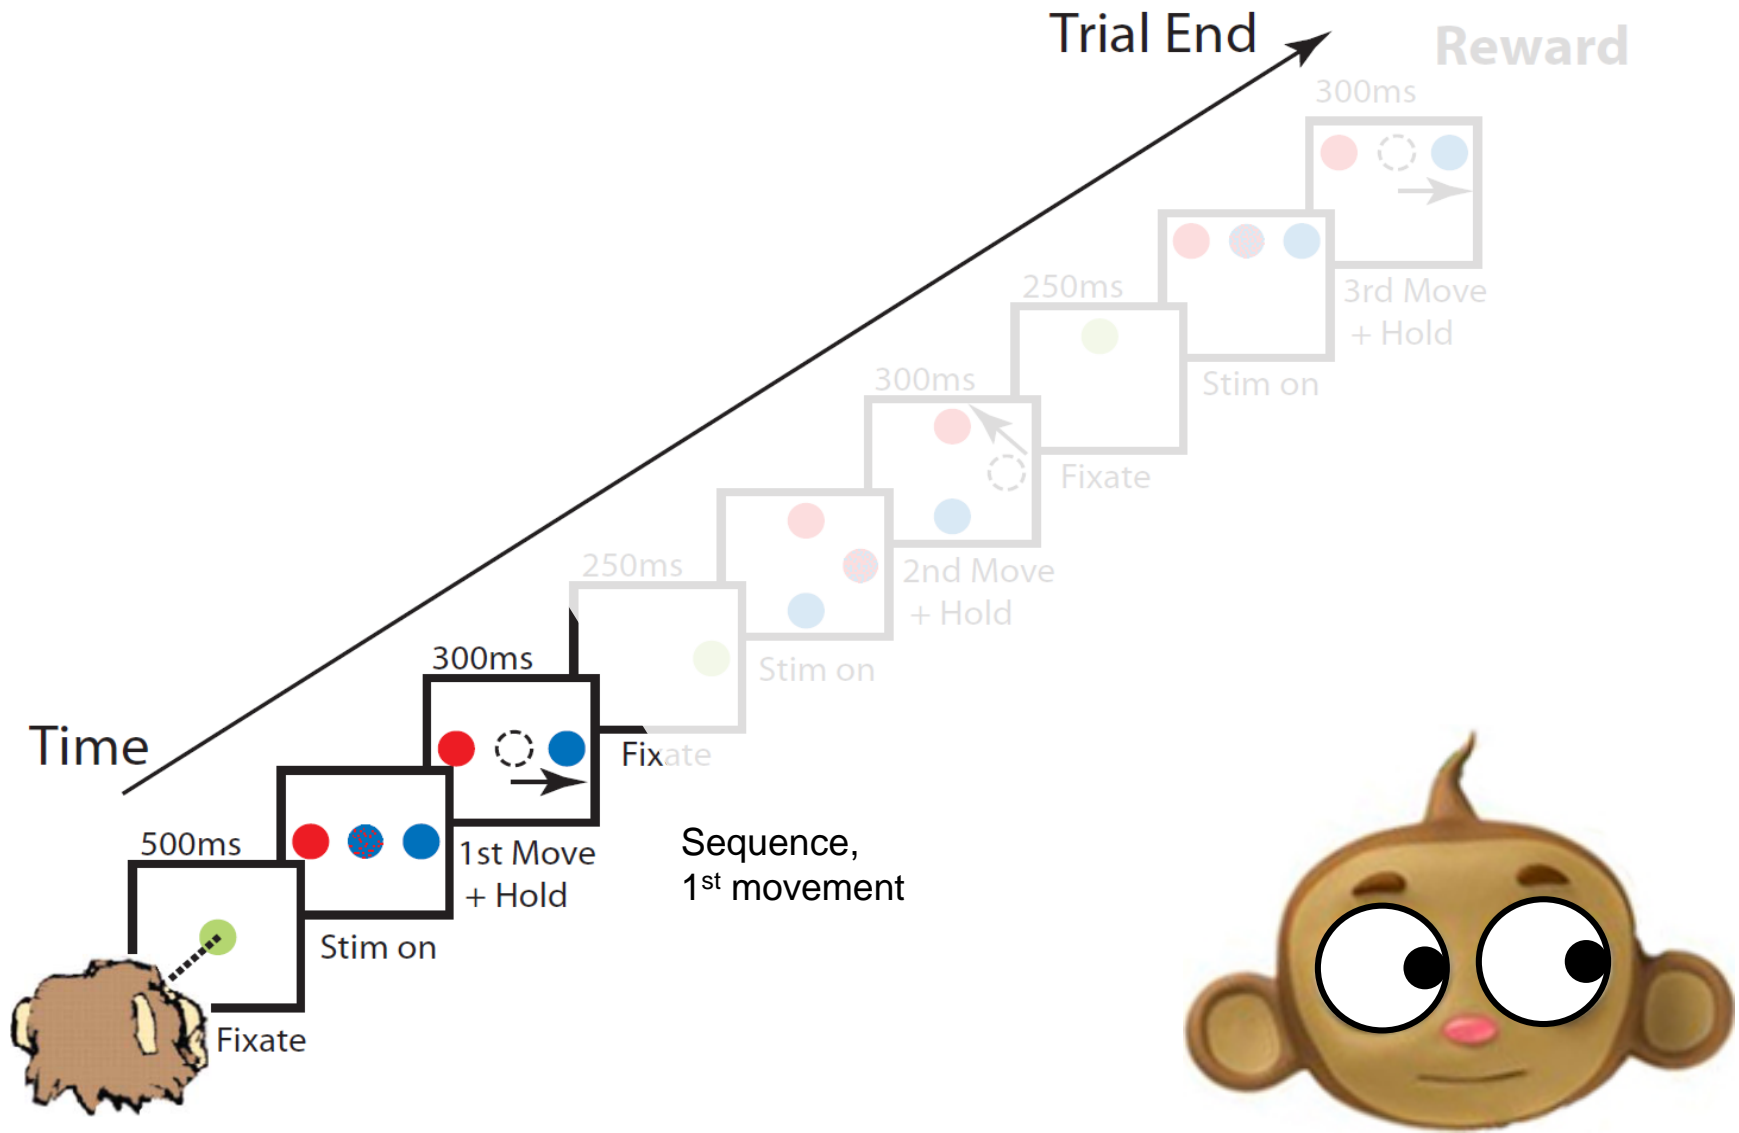 Trial End
Reward
300ms
3rd Move
+ Hold
250ms
Stim on
300ms
Fixate
250ms
2nd Move
+ Hold
Stim on
300ms
Time
Fixate
500ms
1st Move
+ Hold
Sequence,
1st movement
Stim on
Fixate